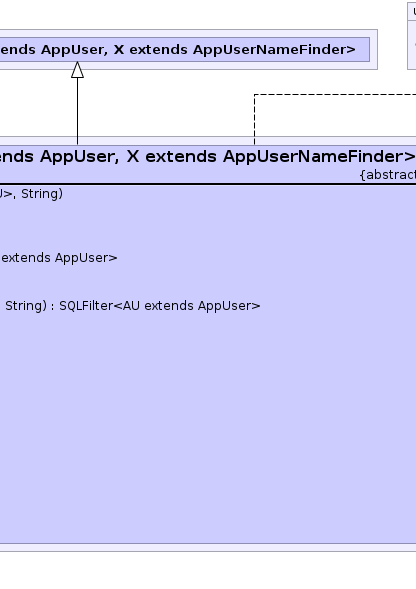 ends AppUser, X extends AppUserNameFinder>
ends AppUser, X extends AppUserNameFinder>
{abstract
U>, String)
extends AppUser>
String) : SQLFilter<AU extends AppUser>